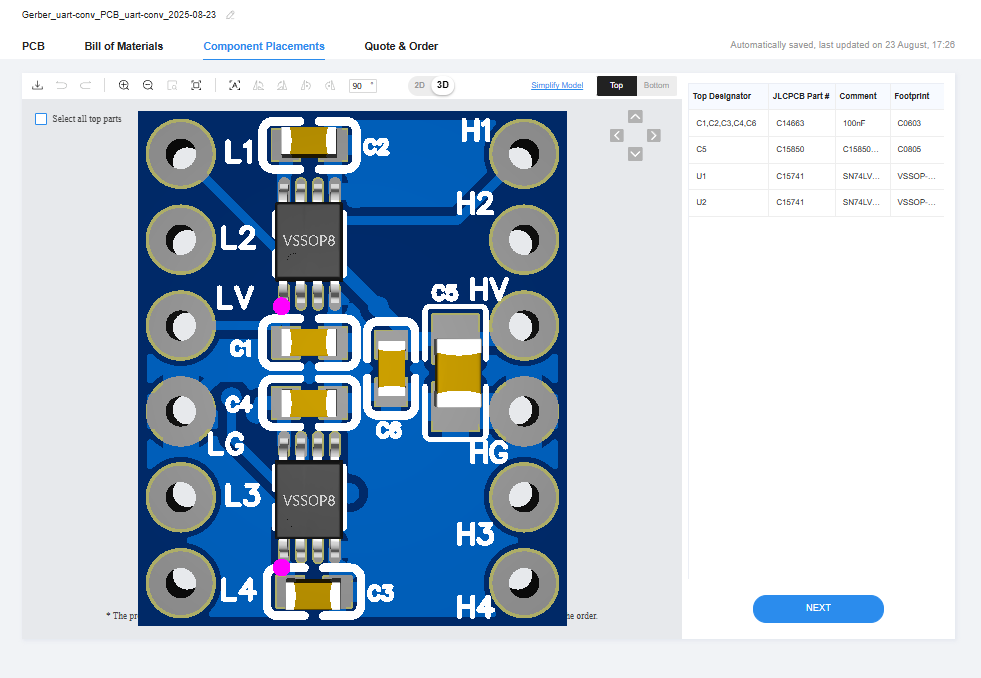 Gerber_uart-conv_PCB_uart-conv_2025-08-23
PCB
Bill of Materials
Component Placements
Quote & Order
Automatically saved, last updated on 23 August, 17:26
90 °
2D
3D
Simplify Model
Top
Bottom
Select all top parts
L1
C2
H1
H2
VSSOP8
L2
LV
C5
HV
C1
C4
C6
LG
HG
L3
VSSOP8
H3
L4
C3
H4
* The pr
he order.
Top Designator JLCPCB Part # Comment Footprint
C1,C2,C3,C4,C6 C14663 100nF C0603
C5 C15850 C15850... C0805
U1 C15741 SN74LV... VSSOP-...
U2 C15741 SN74LV... VSSOP-...
NEXT